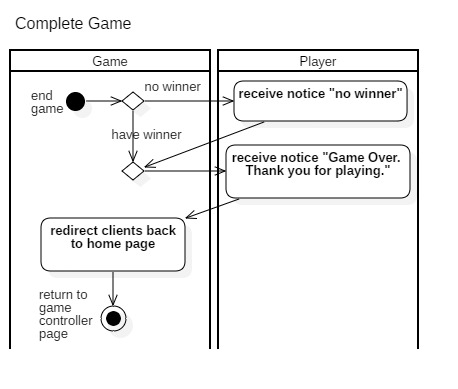 Complete Game
Game
Player
end
game
no winner
receive notice "no winner"
have winner
receive notice "Game Over.
Thank you for playing."
redirect clients back
to home page
return to
game
controller
page